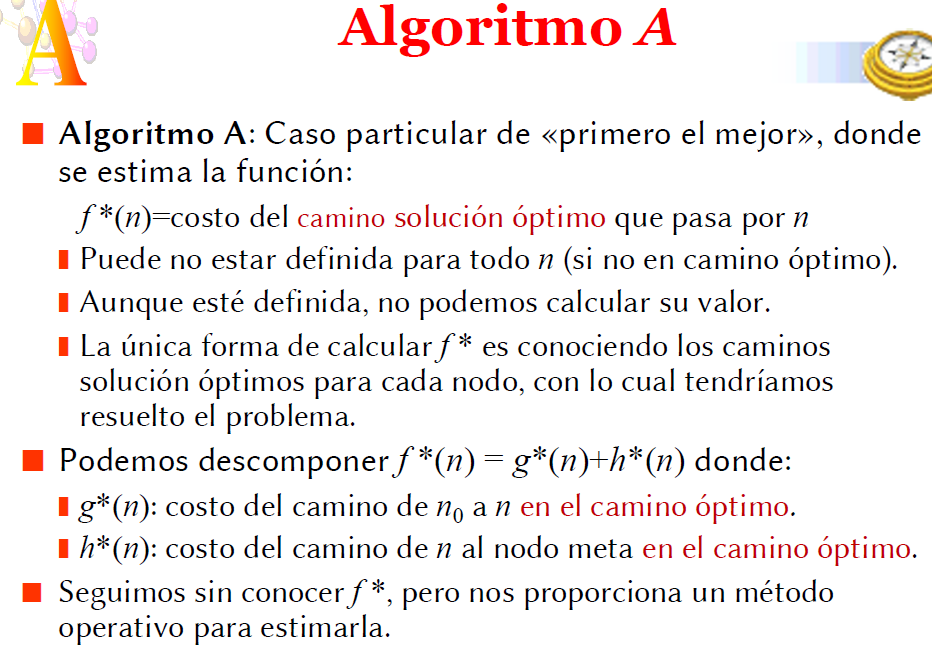 A
Algoritmo A
Algoritmo A: Caso particular de «primero el mejor», donde
se estima la función:
f *(n)=costo del camino solución óptimo que pasa por n
Puede no estar definida para todo n (si no en camino óptimo).
Aunque esté definida, no podemos calcular su valor.
La única forma de calcular f * es conociendo los caminos
solución óptimos para cada nodo, con lo cual tendríamos
resuelto el problema.
Podemos descomponer f *(n) = g*(n)+h*(n) donde:
g*(n): costo del camino de n₀ a n en el camino óptimo.
h*(n): costo del camino de n al nodo meta en el camino óptimo.
Seguimos sin conocer f *, pero nos proporciona un método
operativo para estimarla.